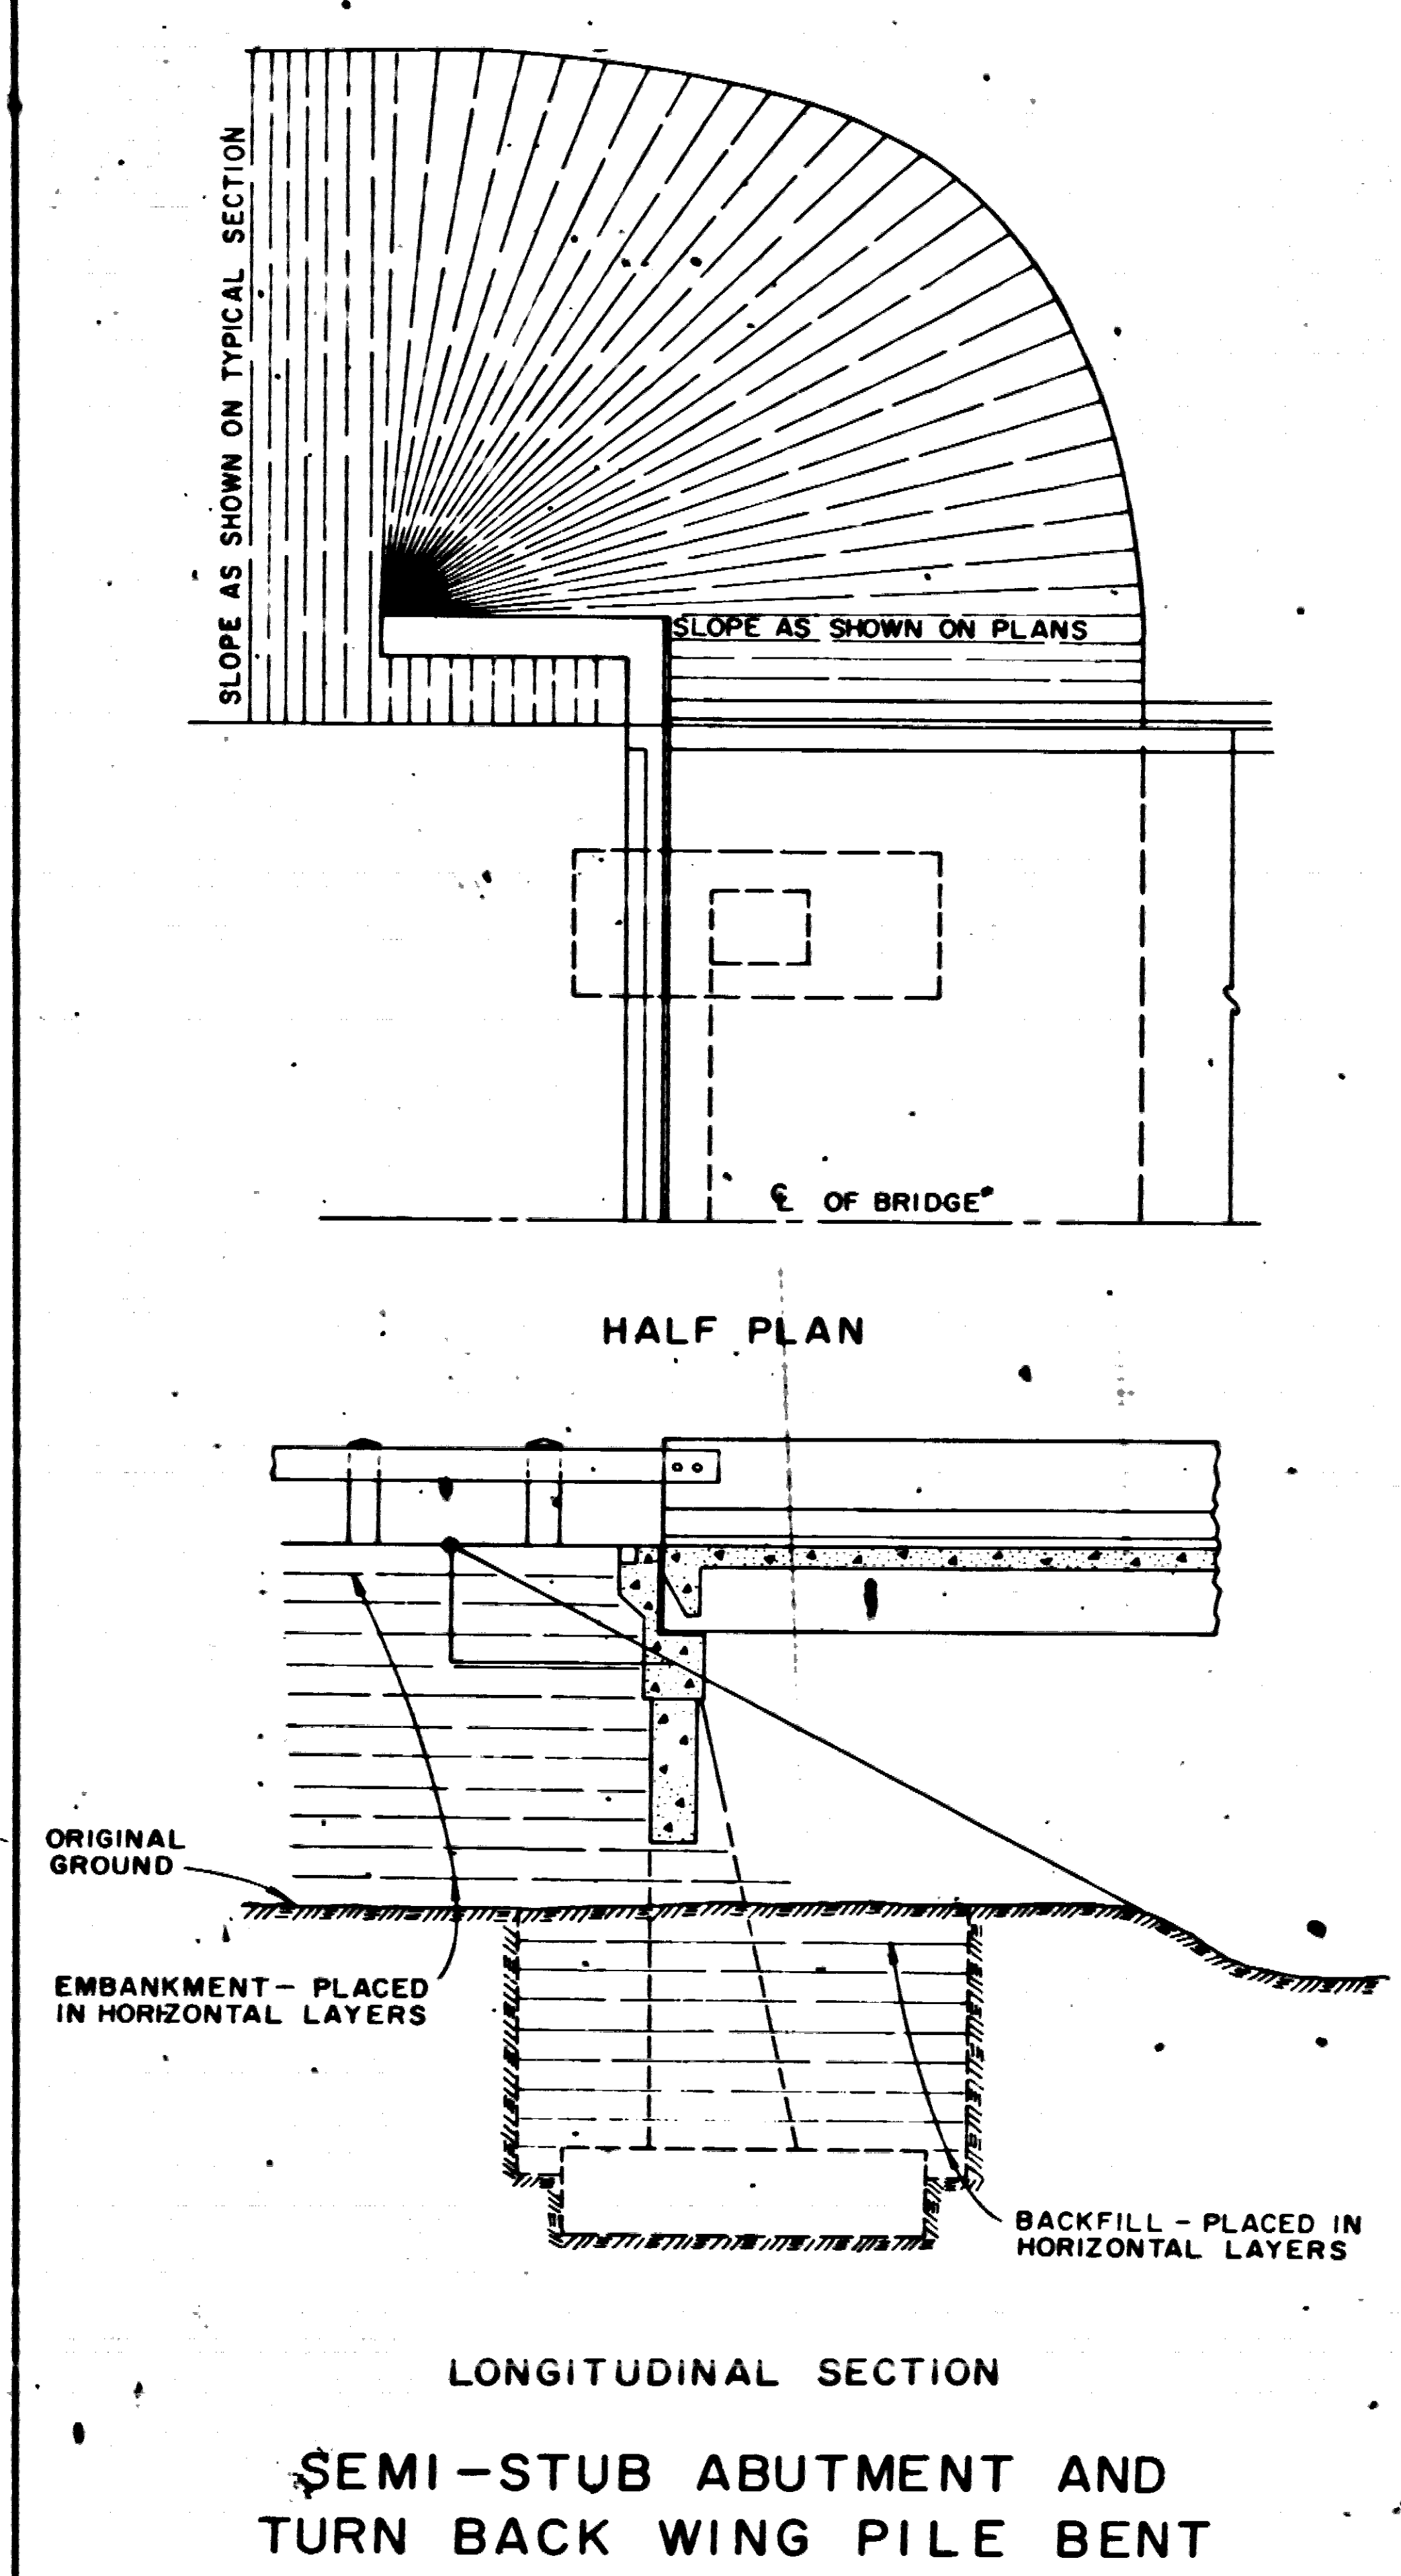 SLOPE AS SHOWN ON TYPICAL SECTION
SLOPE AS SHOWN ON PLANS
℄ OF BRIDGE
HALF PLAN
ORIGINAL
GROUND
EMBANKMENT - PLACED
IN HORIZONTAL LAYERS
BACKFILL - PLACED IN
HORIZONTAL LAYERS
LONGITUDINAL SECTION
SEMI-STUB ABUTMENT AND
TURN BACK WING PILE BENT